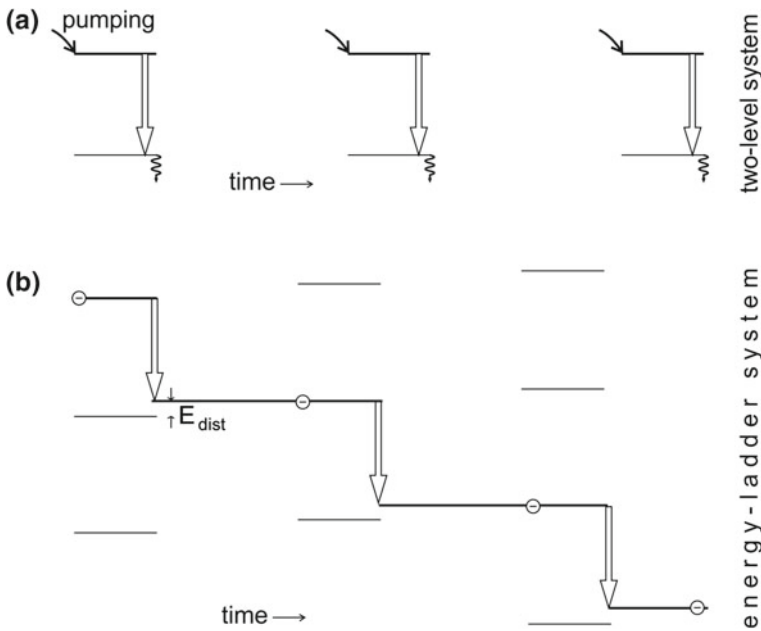 (a) pumping
time →
two-level system
(b)
E dist
time →
energy-ladder system